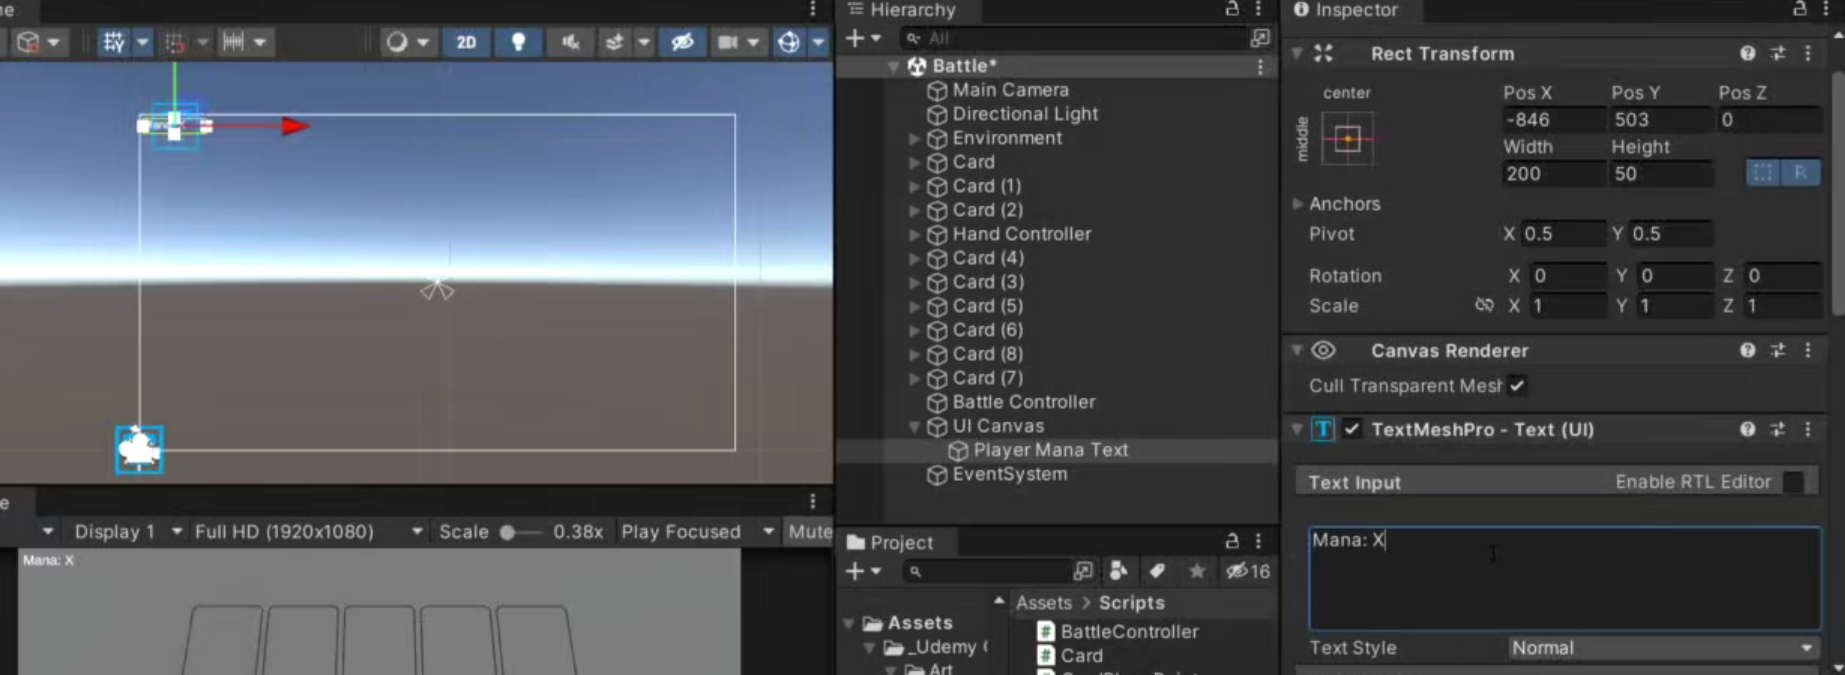 Hierarchy
Inspector
2D
All
Battle*
Rect Transform
Main Camera
center
Pos X
Pos Y
Pos Z
Directional Light
-846
503
0
Environment
middle
Width
Height
Card
200
50
R
Card (1)
Card (2)
Anchors
Hand Controller
Pivot
X 0.5
Y 0.5
Card (4)
Rotation
X 0
Y 0
Z 0
Card (3)
Scale
X 1
Y 1
Z 1
Card (5)
Card (6)
Canvas Renderer
Card (8)
Card (7)
Cull Transparent Mesh
Battle Controller
UI Canvas
TextMeshPro - Text (UI)
Player Mana Text
EventSystem
Text Input
Enable RTL Editor
Display 1
Full HD (1920x1080)
Scale
0.38x
Play Focused
Mute
Project
Mana: X
Mana: X
16
Assets > Scripts
Assets
BattleController
_Udemy
Card
Art
Text Style
Normal